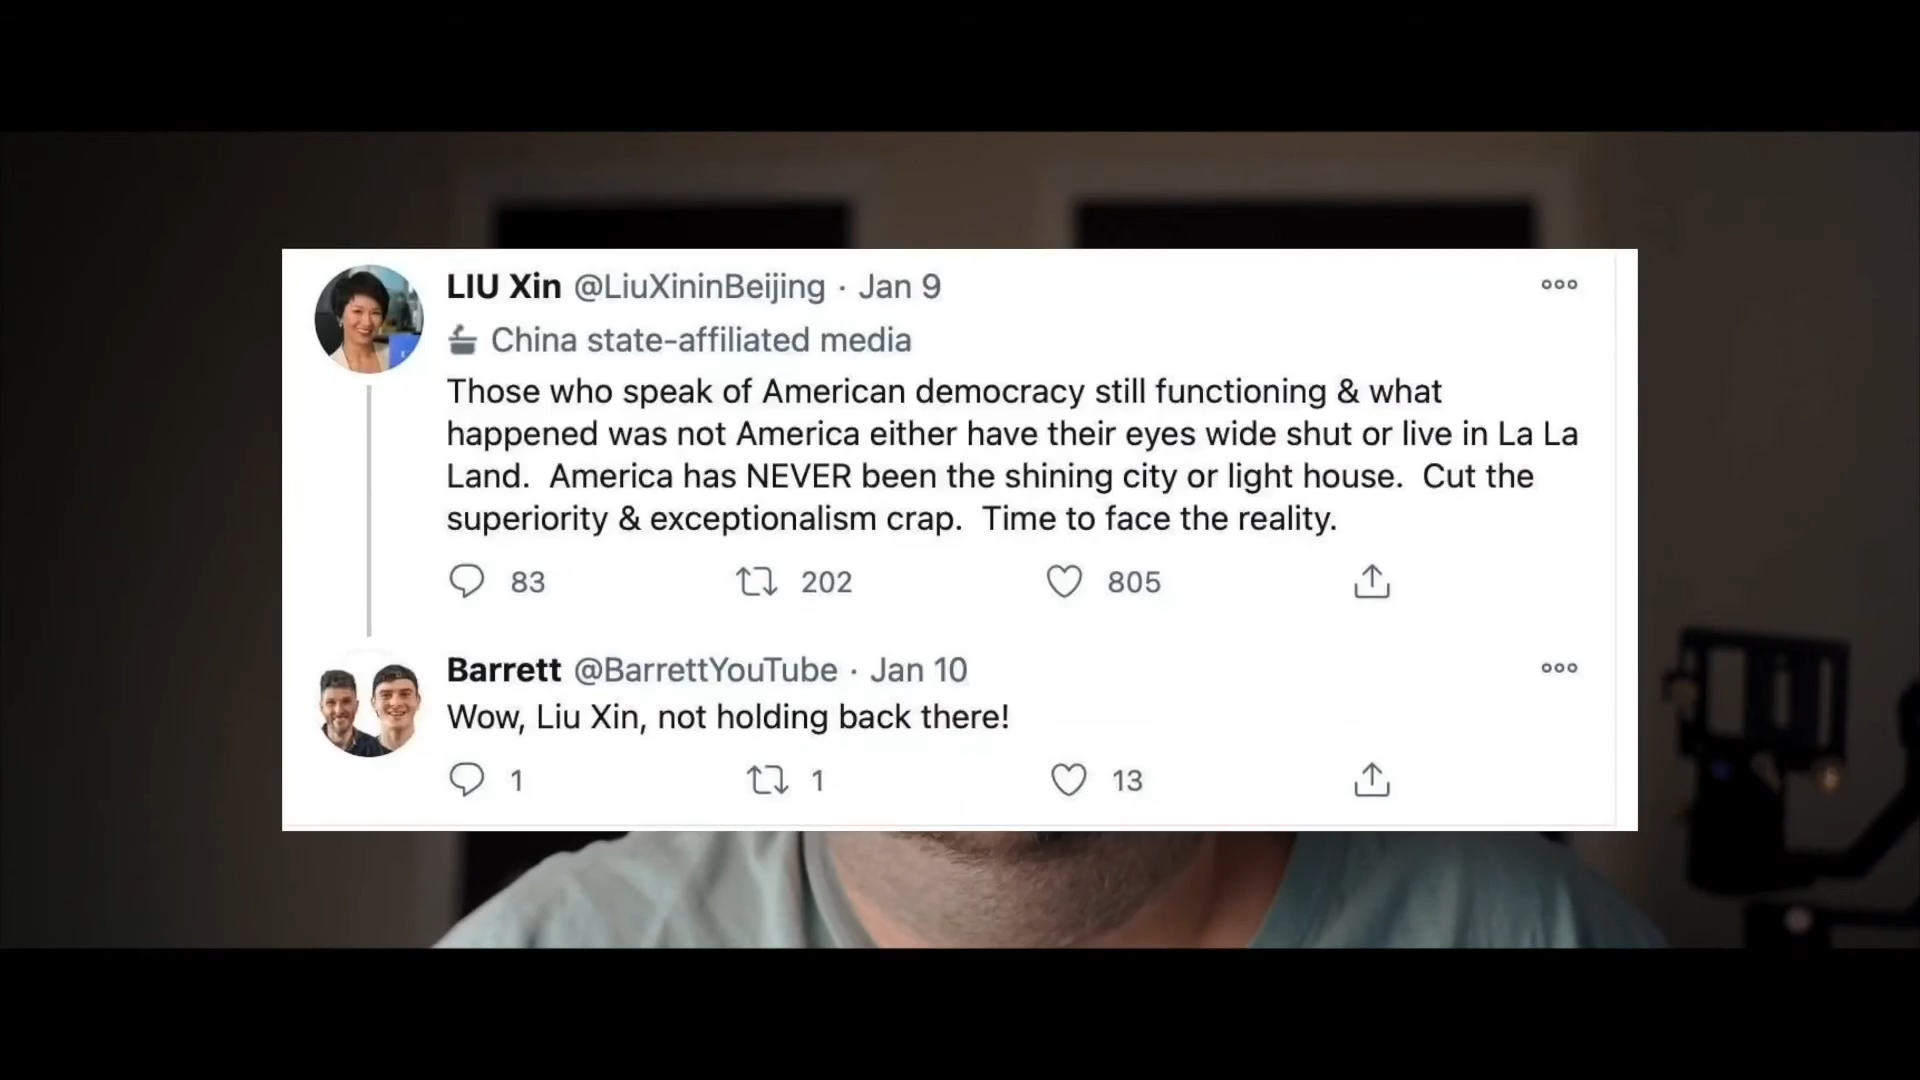 LIU Xin @LiuXininBeijing · Jan 9
China state-affiliated media
Those who speak of American democracy still functioning & what
happened was not America either have their eyes wide shut or live in La La
Land.  America has NEVER been the shining city or light house.  Cut the
superiority & exceptionalism crap.  Time to face the reality.
83 202 805
Barrett @BarrettYouTube · Jan 10
Wow, Liu Xin, not holding back there!
1 1 13